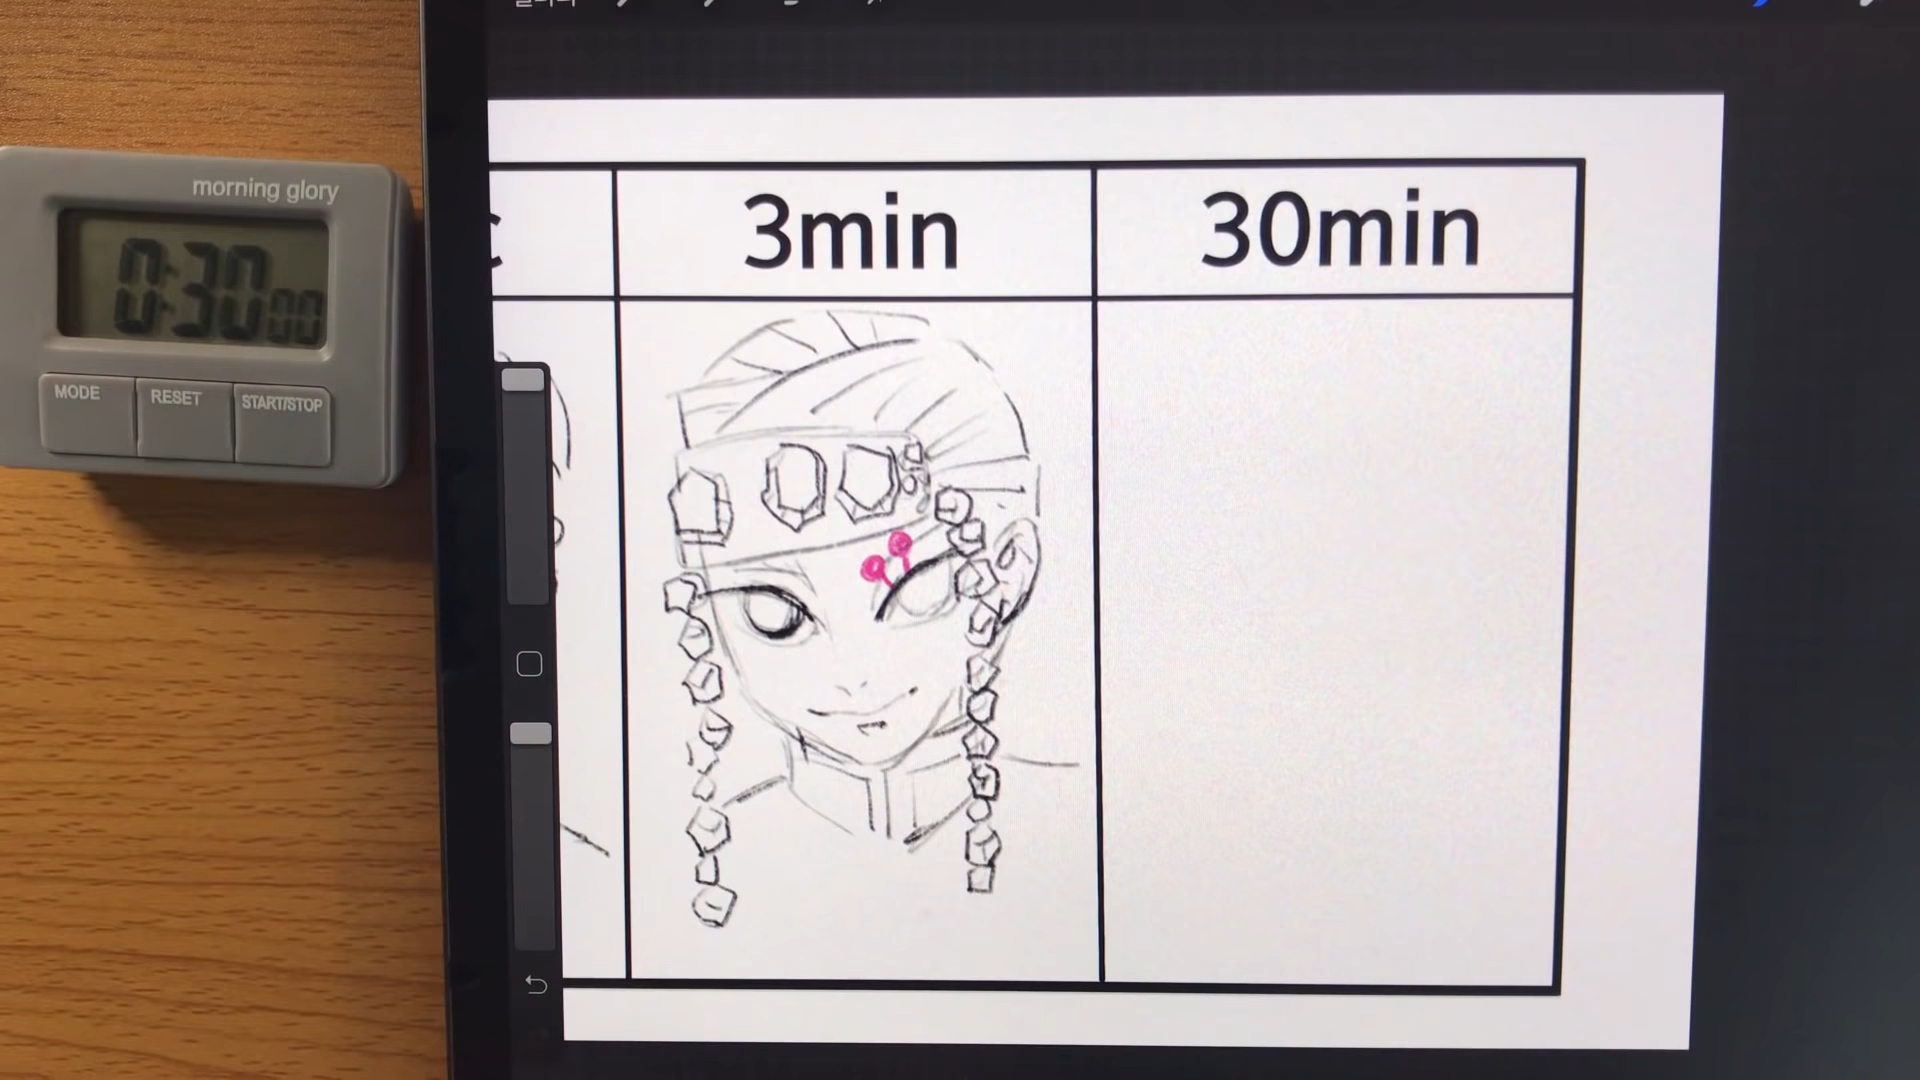 morning glory
0:30 00
MODE RESET START/STOP
3min 30min